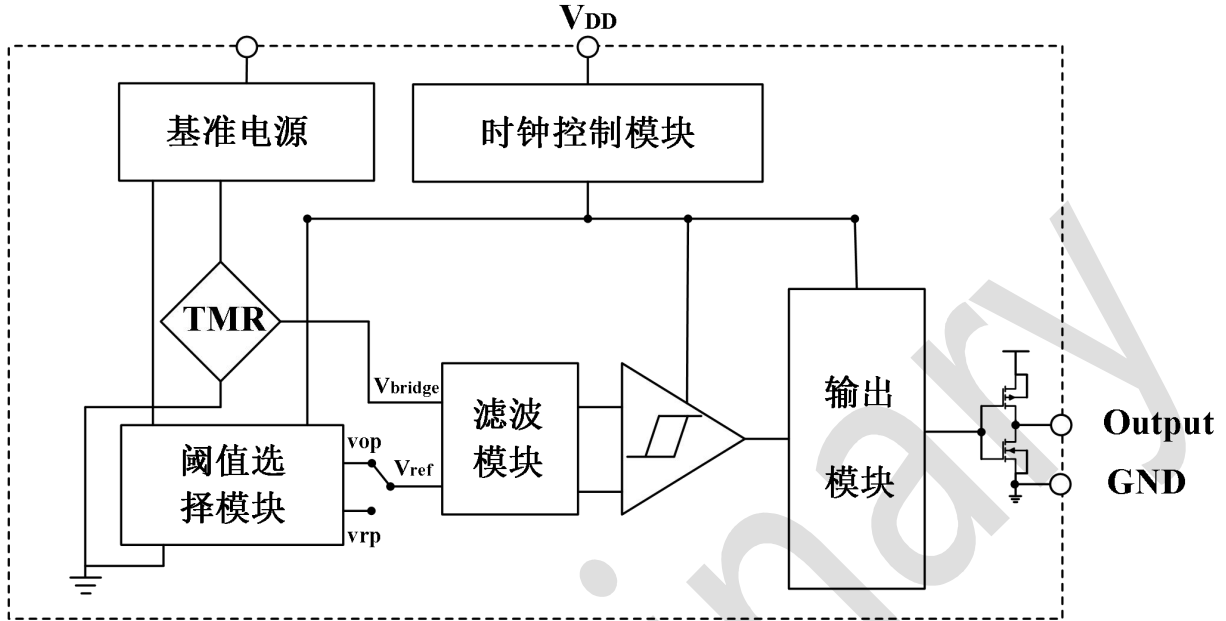 VDD
基准电源
时钟控制模块
TMR
Vbridge
滤波
模块
输出
模块
Output
GND
阈值选
择模块
vop
Vref
vrp
inary